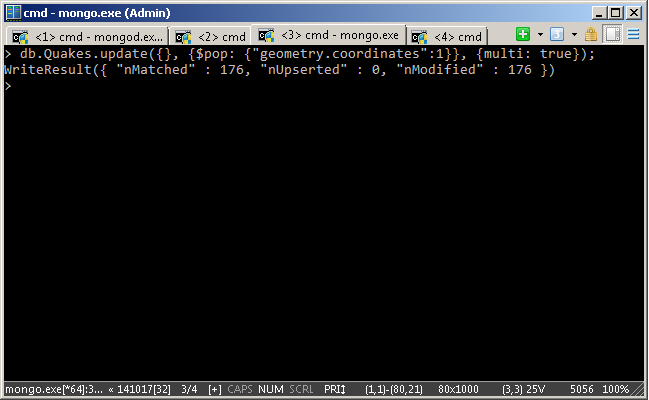 cmd - mongo.exe (Admin)
<1> cmd - mongod.ex... <2> cmd <3> cmd - mongo.exe <4> cmd
> db.Quakes.update({}, {$pop: {"geometry.coordinates":1}}, {multi: true});
WriteResult({ "nMatched" : 176, "nUpserted" : 0, "nModified" : 176 })
>
mongo.exe[*64]:3... « 141017[32] 3/4 [+] CAPS NUM SCRL PRI‡ (1,1)-(80,21) 80x1000 (3,3) 25V 5056 100%